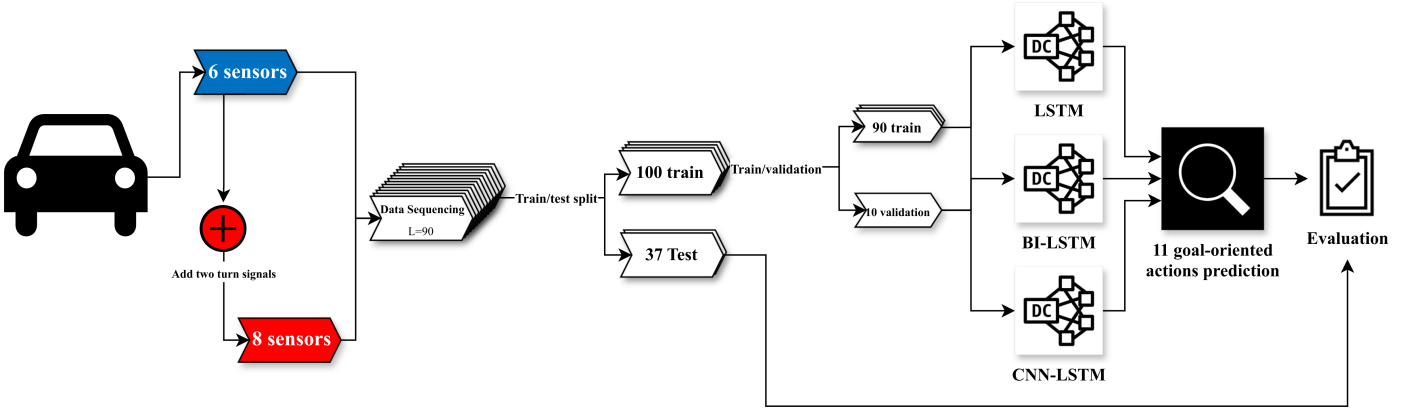 6 sensors
Add two turn signals
8 sensors
Data Sequencing
L=90
Train/test split
100 train
37 Test
Train/validation
90 train
10 validation
DC
LSTM
DC
BI-LSTM
DC
CNN-LSTM
11 goal-oriented
actions prediction
Evaluation